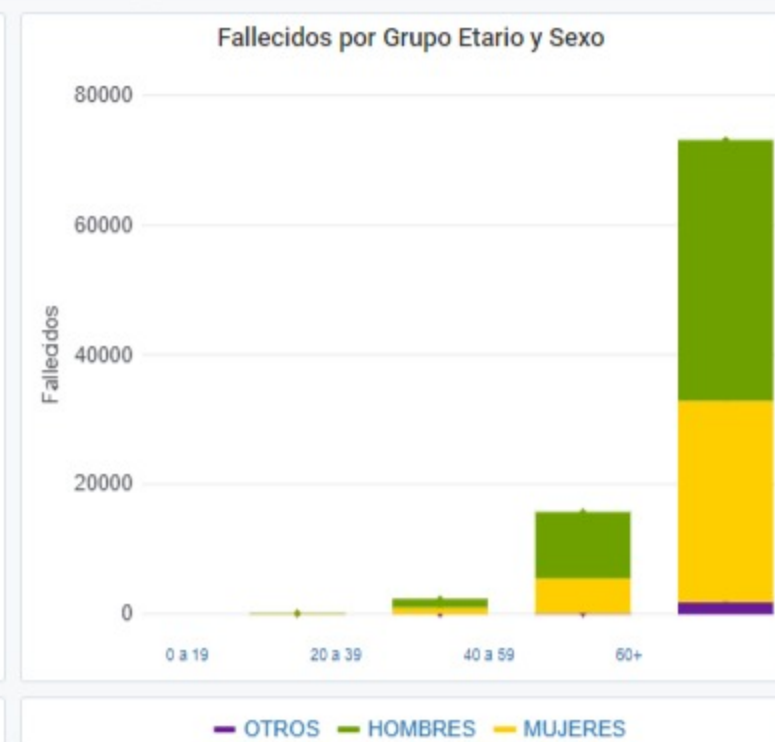 Fallecidos por Grupo Etario y Sexo
80000
60000
40000
20000
0
Fallecidos
0 a 19 20 a 39 40 a 59 60+
OTROS HOMBRES MUJERES